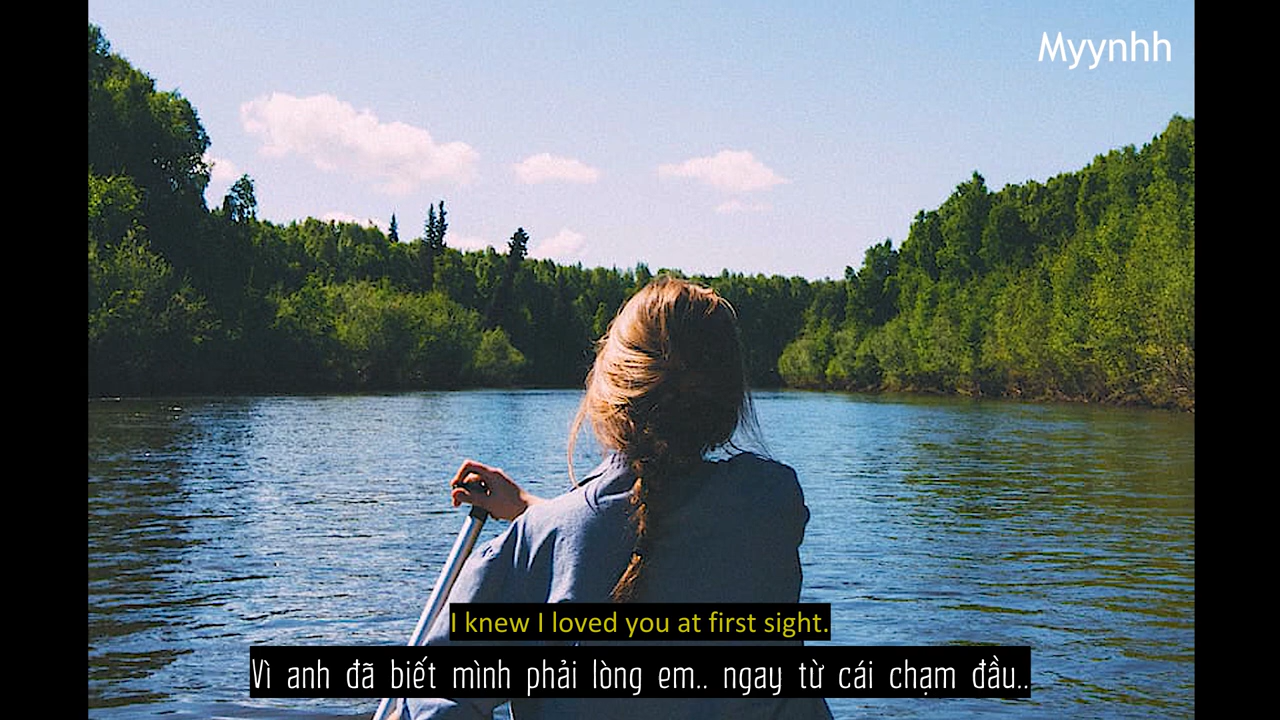 Myynhh
I knew I loved you at first sight.
Vì anh đã biết mình phải lòng em.. ngay từ cái chạm đầu..